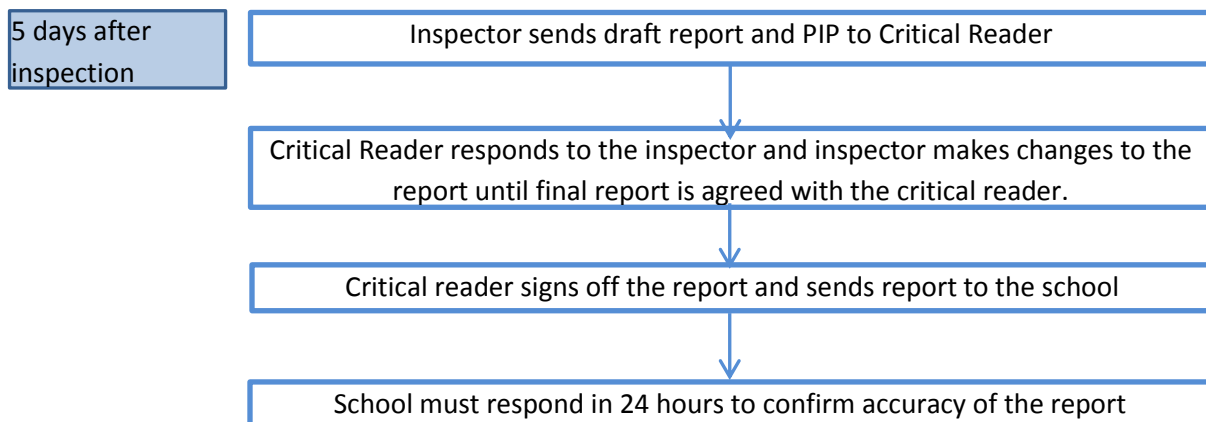 5 days after
inspection
Inspector sends draft report and PIP to Critical Reader
Critical Reader responds to the inspector and inspector makes changes to the
report until final report is agreed with the critical reader.
Critical reader signs off the report and sends report to the school
School must respond in 24 hours to confirm accuracy of the report